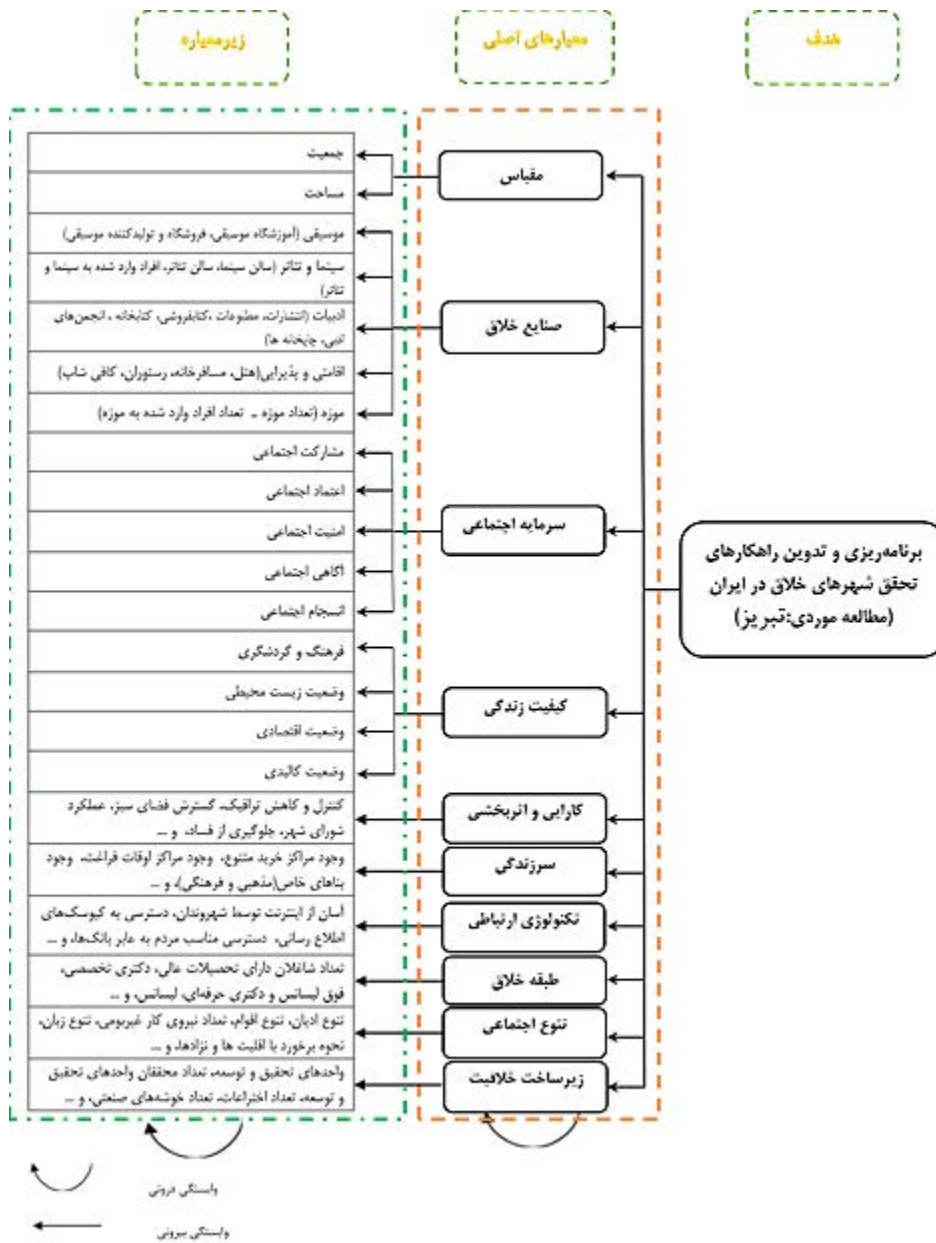 هدف
معیارهای اصلی
زیرمعیاره
برنامه‌ریزی و تدوین راهکارهای
تحقق شهرهای خلاق در ایران
(مطالعه موردی:تبریز)
مقیاس
جمعیت
مساحت
صنایع خلاق
موسیقی (آموزشگاه موسیقی، فروشگاه و تولیدکننده موسیقی)
سینما و تئاتر (سالن سینما، سالن تئاتر، افراد وارد شده به سینما و
تئاتر)
ادبیات (انتشارات، مطبوعات ،کتابفروشی، کتابخانه ، انجمن‌های
ادبی، چاپخانه ها)
اقامتی و پذیرایی(هتل، مسافرخانه، رستوران، کافی شاپ)
موزه (تعداد موزه - تعداد افراد وارد شده به موزه)
سرمایه اجتماعی
مشارکت اجتماعی
اعتماد اجتماعی
امنیت اجتماعی
آگاهی اجتماعی
انسجام اجتماعی
کیفیت زندگی
فرهنگ و گردشگری
وضعیت زیست محیطی
وضعیت اقتصادی
وضعیت کالبدی
کارایی و اثربخشی
کنترل و کاهش ترافیک، گسترش فضای سبز، عملکرد
شورای شهر، جلوگیری از فساد، و ...
سرزندگی
وجود مراکز خرید متنوع، وجود مراکز اوقات فراغت، وجود
بناهای خاص(مذهبی و فرهنگی)، و ...
تکنولوژی ارتباطی
آسان از اینترنت توسط شهروندان، دسترسی به کیوسک‌های
اطلاع رسانی، دسترسی مناسب مردم به عابر بانک‌ها، و ...
طبقه خلاق
تعداد شاغلان دارای تحصیلات عالی، دکتری تخصصی،
فوق لیسانس و دکتری حرفه‌ای، لیسانس، و ...
تنوع اجتماعی
تنوع ادیان، تنوع اقوام، تعداد نیروی کار غیربومی، تنوع زبان،
نحوه برخورد با اقلیت ها و نژادها، و ...
زیرساخت خلاقیت
واحدهای تحقیق و توسعه، تعداد محققان واحدهای تحقیق
و توسعه، تعداد اختراعات، تعداد خوشه‌های صنعتی، و ...
وابستگی درونی
وابستگی بیرونی